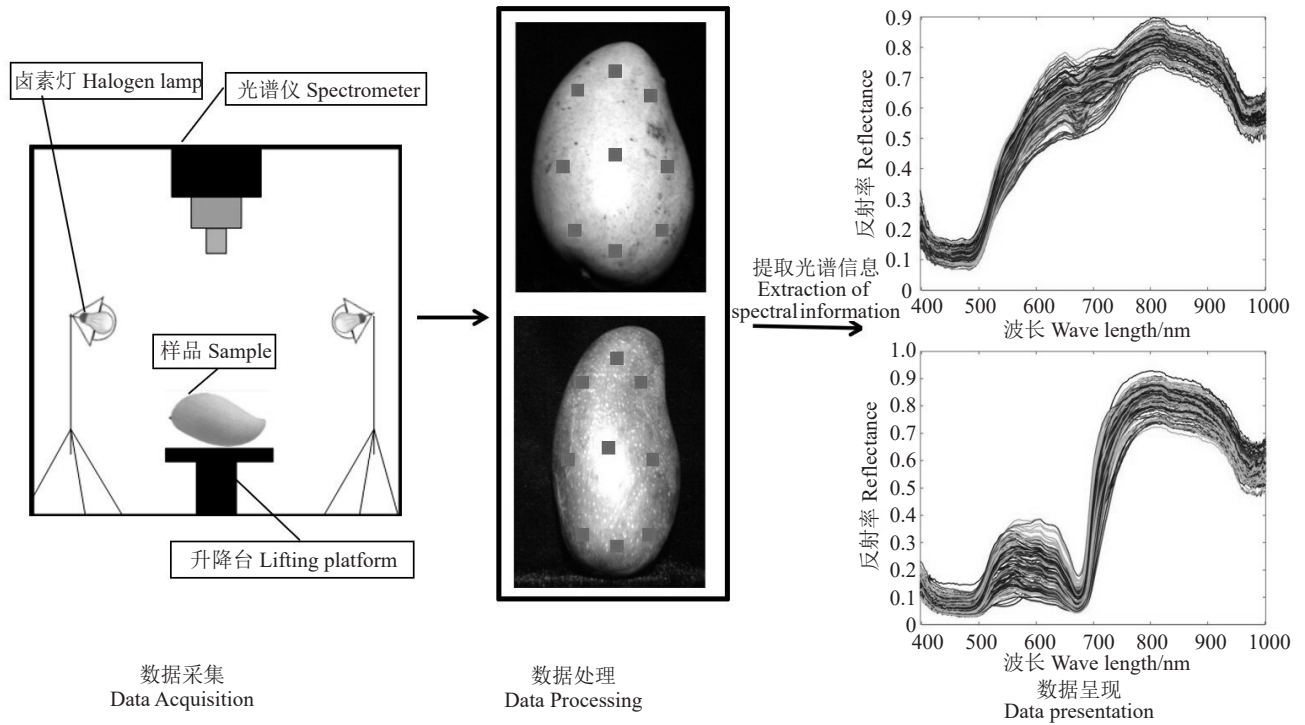 卤素灯 Halogen lamp
光谱仪 Spectrometer
样品 Sample
升降台 Lifting platform
数据采集
Data Acquisition
数据处理
Data Processing
提取光谱信息
Extraction of
spectral information
反射率 Reflectance
0.9
0.8
0.7
0.6
0.5
0.4
0.3
0.2
0.1
0
400 500 600 700 800 900 1000
波长 Wave length/nm
反射率 Reflectance
1.0
0.9
0.8
0.7
0.6
0.5
0.4
0.3
0.2
0.1
0
400 500 600 700 800 900 1000
波长 Wave length/nm
数据呈现
Data presentation